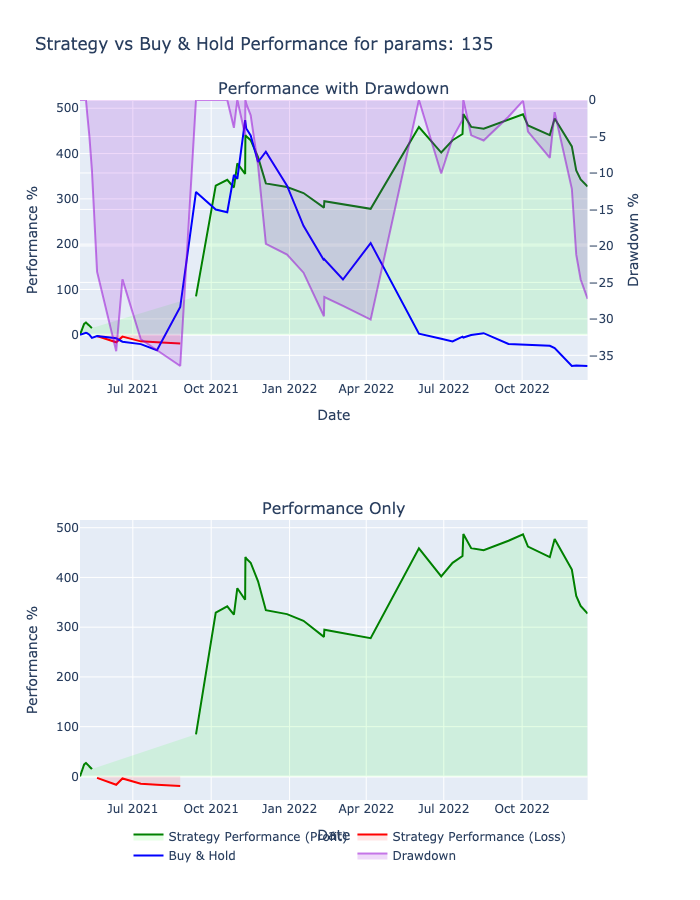 Strategy vs Buy & Hold Performance for params: 135
Performance with Drawdown
500
400
300
200
100
0
Performance %
0
−5
−10
−15
−20
−25
−30
−35
Drawdown %
Jul 2021 Oct 2021 Jan 2022 Apr 2022 Jul 2022 Oct 2022
Date
Performance Only
500
400
300
200
100
0
Performance %
Jul 2021 Oct 2021 Jan 2022 Apr 2022 Jul 2022 Oct 2022
Date
Strategy Performance (Profit) Strategy Performance (Loss)
Buy & Hold Drawdown